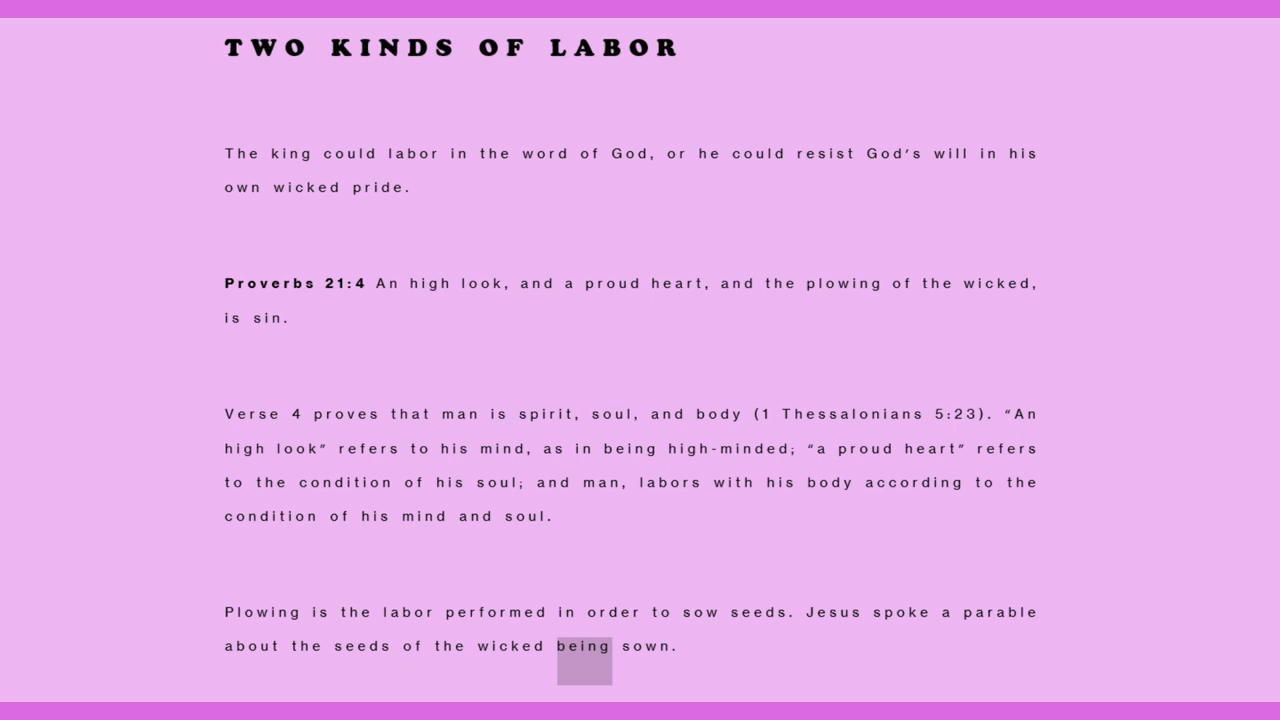 TWO KINDS OF LABOR
The king could labor in the word of God, or he could resist God's will in his
own wicked pride.
Proverbs 21:4 An high look, and a proud heart, and the plowing of the wicked,
is sin.
Verse 4 proves that man is spirit, soul, and body (1 Thessalonians 5:23). “An
high look” refers to his mind, as in being high-minded; “a proud heart” refers
to the condition of his soul; and man, labors with his body according to the
condition of his mind and soul.
Plowing is the labor performed in order to sow seeds. Jesus spoke a parable
about the seeds of the wicked being sown.